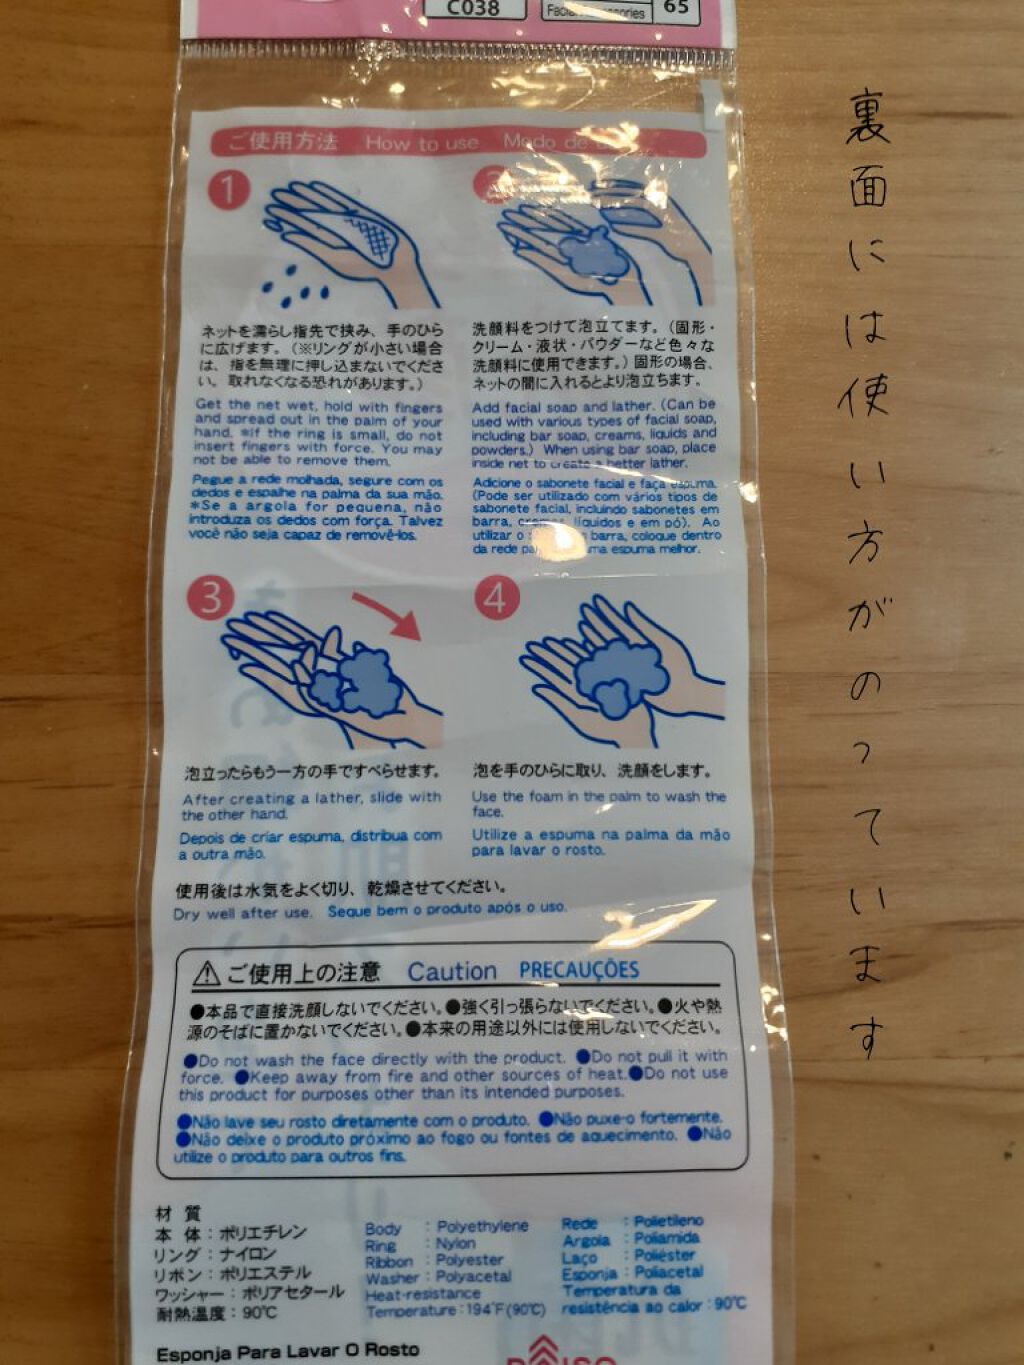 C038
Facial Accessories
65
ご使用方法 How to use Modo de
1
ネットを濡らし指先で挟み、手のひら
に広げます。(※リングが小さい場合
は、指を無理に押し込まないでくださ
い。取れなくなる恐れがあります。)
Get the net wet, hold with fingers
and spread out in the palm of your
hand. *If the ring is small, do not
insert fingers with force. You may
not be able to remove them.
Pegue a rede molhada, segure com os
dedos e espalhe na palma da sua mão.
*Se a argola for pequena, não
introduza os dedos com força. Talvez
você não seja capaz de removê-los.
2
洗顔料をつけて泡立てます。(固形・
クリーム・液状・パウダーなど色々な
洗顔料に使用できます。)固形の場合、
ネットの間に入れるとより泡立ちます。
Add facial soap and lather. (Can be
used with various types of facial soap,
including bar soap, creams, liquids and
powders.) When using bar soap, place
inside net to create a better lather.
Adicione o sabonete facial e faça espuma.
(Pode ser utilizado com vários tipos de
sabonete facial, incluindo sabonetes em
barra, cremes, líquidos e em pó). Ao
utilizar o barra, coloque dentro
da rede uma espuma melhor.
3
泡立ったらもう一方の手ですべらせます。
After creating a lather, slide with
the other hand.
Depois de criar espuma, distribua com
a outra mão.
4
泡を手のひらに取り、洗顔をします。
Use the foam in the palm to wash the
face.
Utilize a espuma na palma da mão
para lavar o rosto.
使用後は水気をよく切り、乾燥させてください。
Dry well after use. Seque bem o produto após o uso.
ご使用上の注意 Caution PRECAUÇÕES
●本品で直接洗顔しないでください。●強く引っ張らないでください。●火や熱
源のそばに置かないでください。●本来の用途以外には使用しないでください。
●Do not wash the face directly with the product. ●Do not pull it with
force. ●Keep away from fire and other sources of heat.●Do not use
this product for purposes other than its intended purposes.
●Não lave seu rosto diretamente com o produto. ●Não puxe-o fortemente.
●Não deixe o produto próximo ao fogo ou fontes de aquecimento. ●Não
utilize o produto para outros fins.
材質
本体:ポリエチレン
リング:ナイロン
リボン:ポリエステル
ワッシャー:ポリアセタール
耐熱温度:90℃
Body : Polyethylene
Ring : Nylon
Ribbon : Polyester
Washer : Polyacetal
Heat-resistance
Temperature : 194°F(90℃)
Rede : Polietileno
Argola : Poliamida
Laço : Poliéster
Esponja : Poliacetal
Temperatura da
resistência ao calor : 90℃
Esponja Para Lavar O Rosto
DAISO
裏面には使い方がのっています